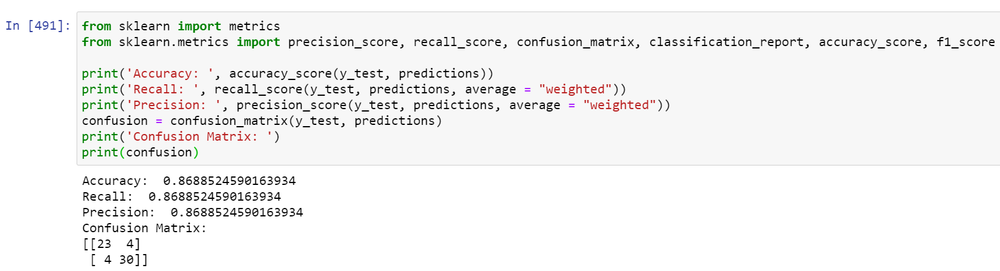 In [491]: from sklearn import metrics
from sklearn.metrics import precision_score, recall_score, confusion_matrix, classification_report, accuracy_score, f1_score
print('Accuracy: ', accuracy_score(y_test, predictions))
print('Recall: ', recall_score(y_test, predictions, average = "weighted"))
print('Precision: ', precision_score(y_test, predictions, average = "weighted"))
confusion = confusion_matrix(y_test, predictions)
print('Confusion Matrix: ')
print(confusion)
Accuracy:  0.8688524590163934
Recall:  0.8688524590163934
Precision:  0.8688524590163934
Confusion Matrix:
[[23  4]
 [ 4 30]]